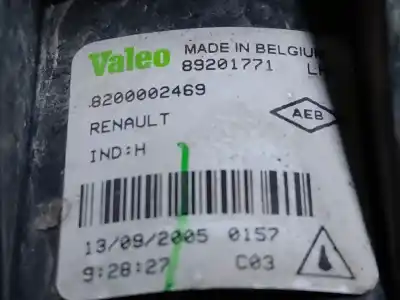 Valeo MADE IN BELGIUM
89201771
8200002469
AEB
RENAULT
IND:H
13/09/2005 0157
9:28:27 C03